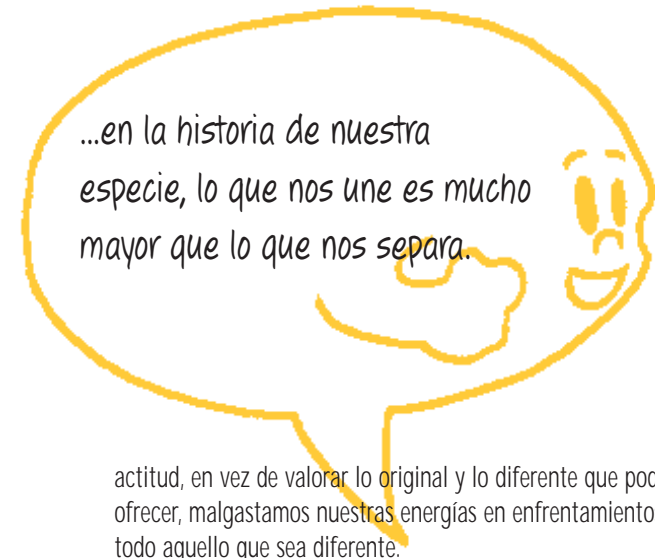 ...en la historia de nuestra
especie, lo que nos une es mucho
mayor que lo que nos separa.
actitud, en vez de valorar lo original y lo diferente que
ofrecer, malgastamos nuestras energías en enfrentamiento
todo aquello que sea diferente.